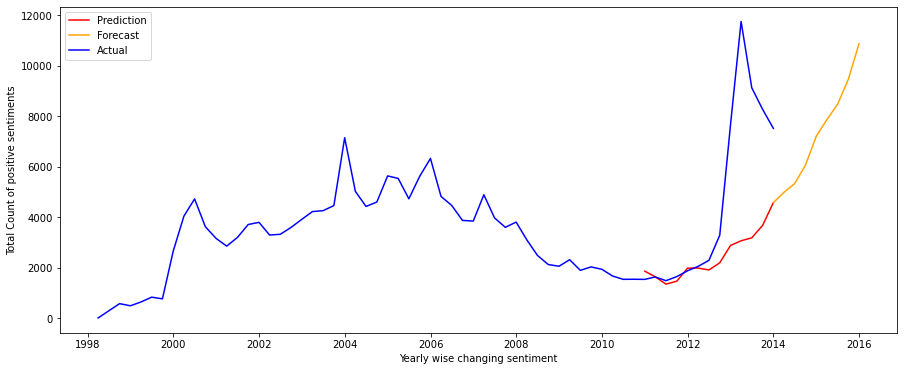 Prediction
Forecast
Actual
12000
10000
8000
6000
4000
2000
0
Total Count of positive sentiments
1998 2000 2002 2004 2006 2008 2010 2012 2014 2016
Yearly wise changing sentiment